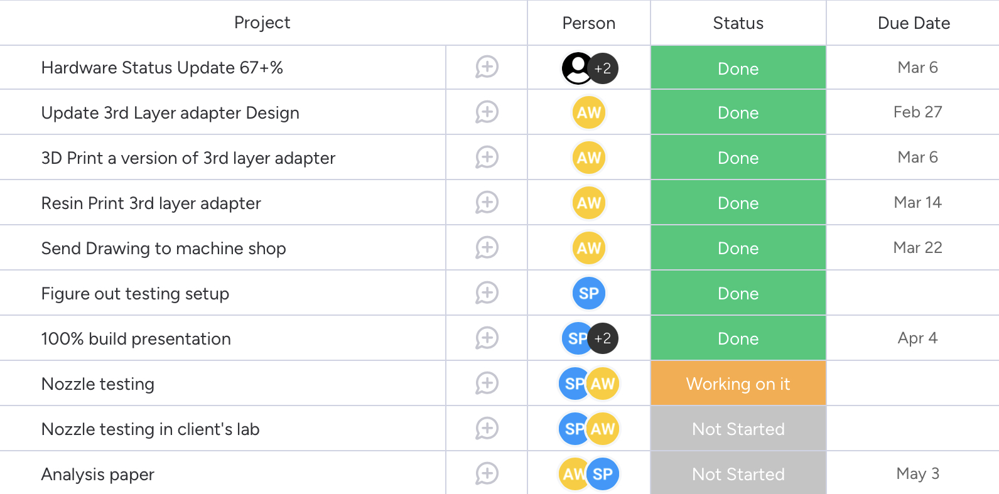 Project Person Status Due Date
Hardware Status Update 67+% +2 Done Mar 6
Update 3rd Layer adapter Design AW Done Feb 27
3D Print a version of 3rd layer adapter AW Done Mar 6
Resin Print 3rd layer adapter AW Done Mar 14
Send Drawing to machine shop AW Done Mar 22
Figure out testing setup SP Done
100% build presentation SP +2 Done Apr 4
Nozzle testing SP AW Working on it
Nozzle testing in client's lab SP AW Not Started
Analysis paper AW SP Not Started May 3